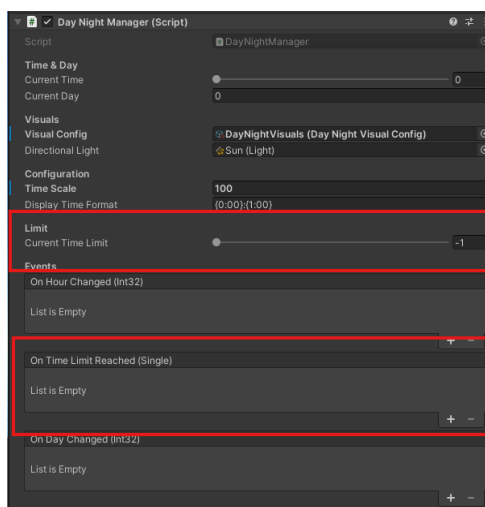 Day Night Manager (Script)
Script DayNightManager
Time & Day
Current Time 0
Current Day 0
Visuals
Visual Config DayNightVisuals (Day Night Visual Config)
Directional Light Sun (Light)
Configuration
Time Scale 100
Display Time Format {0:00}:{1:00}
Limit
Current Time Limit -1
Events
On Hour Changed (Int32)
List is Empty
+ -
On Time Limit Reached (Single)
List is Empty
+ -
On Day Changed (Int32)
List is Empty
+ -